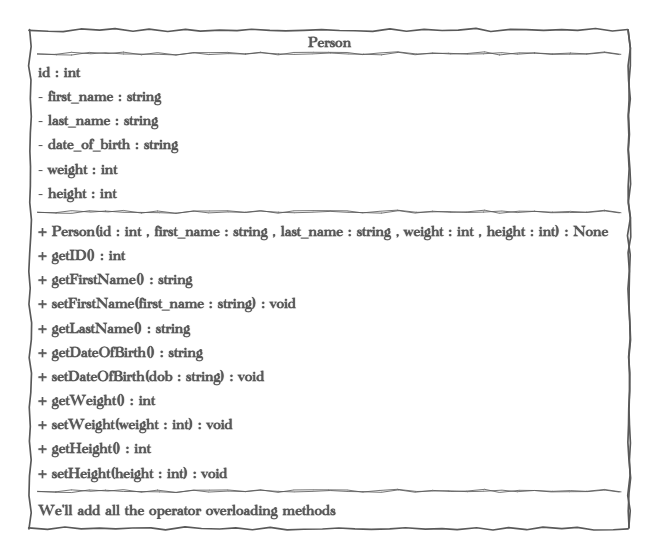 Person
id : int
- first_name : string
- last_name : string
- date_of_birth : string
- weight : int
- height : int
+ Person(id : int , first_name : string , last_name : string , weight : int , height : int) : None
+ getID() : int
+ getFirstName() : string
+ setFirstName(first_name : string) : void
+ getLastName() : string
+ getDateOfBirth() : string
+ setDateOfBirth(dob : string) : void
+ getWeight() : int
+ setWeight(weight : int) : void
+ getHeight() : int
+ setHeight(height : int) : void
We'll add all the operator overloading methods